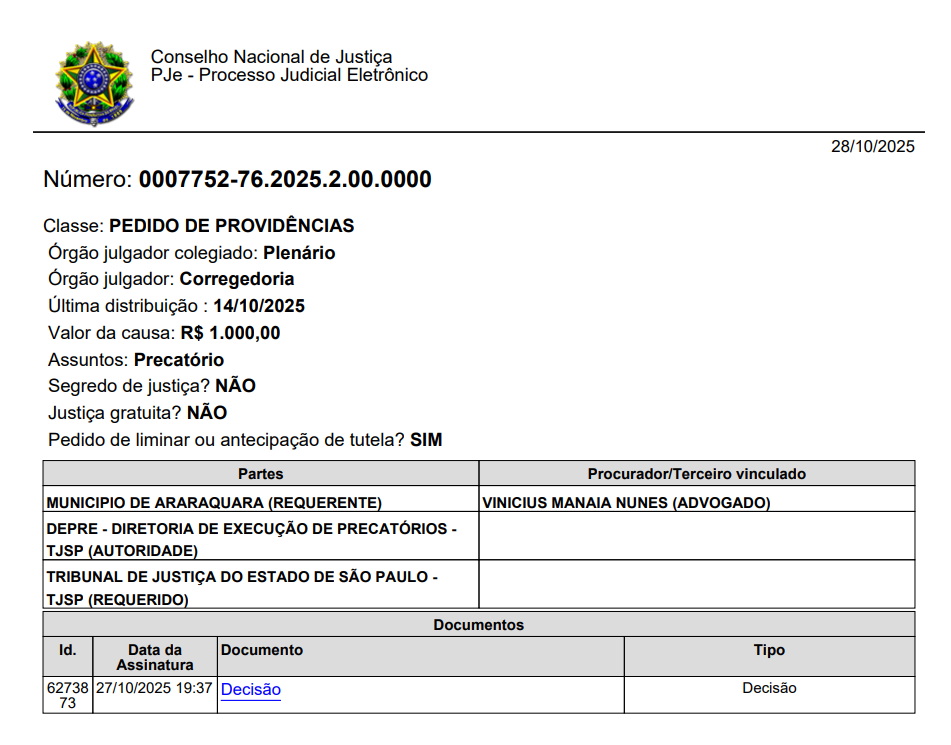 Conselho Nacional de Justiça
PJe - Processo Judicial Eletrônico
28/10/2025
Número: 0007752-76.2025.2.00.0000
Classe: PEDIDO DE PROVIDÊNCIAS
Órgão julgador colegiado: Plenário
Órgão julgador: Corregedoria
Última distribuição : 14/10/2025
Valor da causa: R$ 1.000,00
Assuntos: Precatório
Segredo de justiça? NÃO
Justiça gratuita? NÃO
Pedido de liminar ou antecipação de tutela? SIM
Partes Procurador/Terceiro vinculado
MUNICIPIO DE ARARAQUARA (REQUERENTE) VINICIUS MANAIA NUNES (ADVOGADO)
DEPRE - DIRETORIA DE EXECUÇÃO DE PRECATÓRIOS -
TJSP (AUTORIDADE)
TRIBUNAL DE JUSTIÇA DO ESTADO DE SÃO PAULO -
TJSP (REQUERIDO)
Documentos
Id. Data da Documento Tipo
Assinatura
62738 27/10/2025 19:37 Decisão Decisão
73